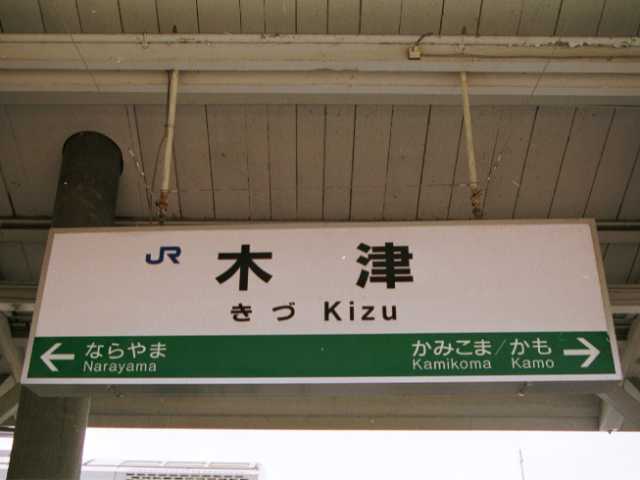 JR 木津
きづ Kizu
← ならやま かみこま/かも →
Narayama Kamikoma Kamo